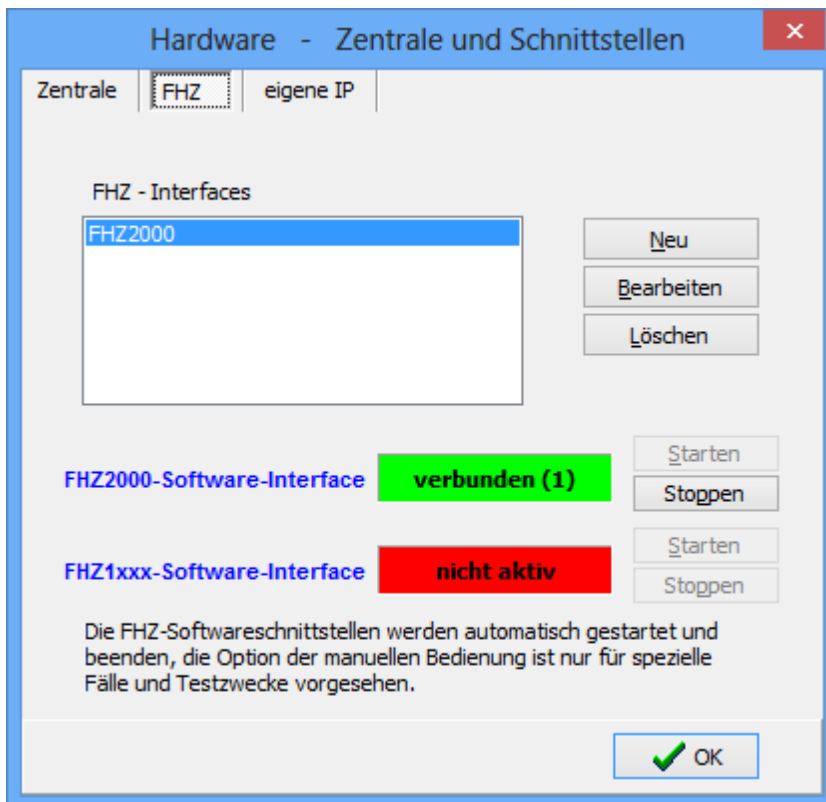 Hardware - Zentrale und Schnittstellen
Zentrale FHZ eigene IP
FHZ - Interfaces
FHZ2000
Neu
Bearbeiten
Löschen
FHZ2000-Software-Interface verbunden (1) Starten
Stoppen
FHZ1xxx-Software-Interface nicht aktiv Starten
Stoppen
Die FHZ-Softwareschnittstellen werden automatisch gestartet und
beenden, die Option der manuellen Bedienung ist nur für spezielle
Fälle und Testzwecke vorgesehen.
OK